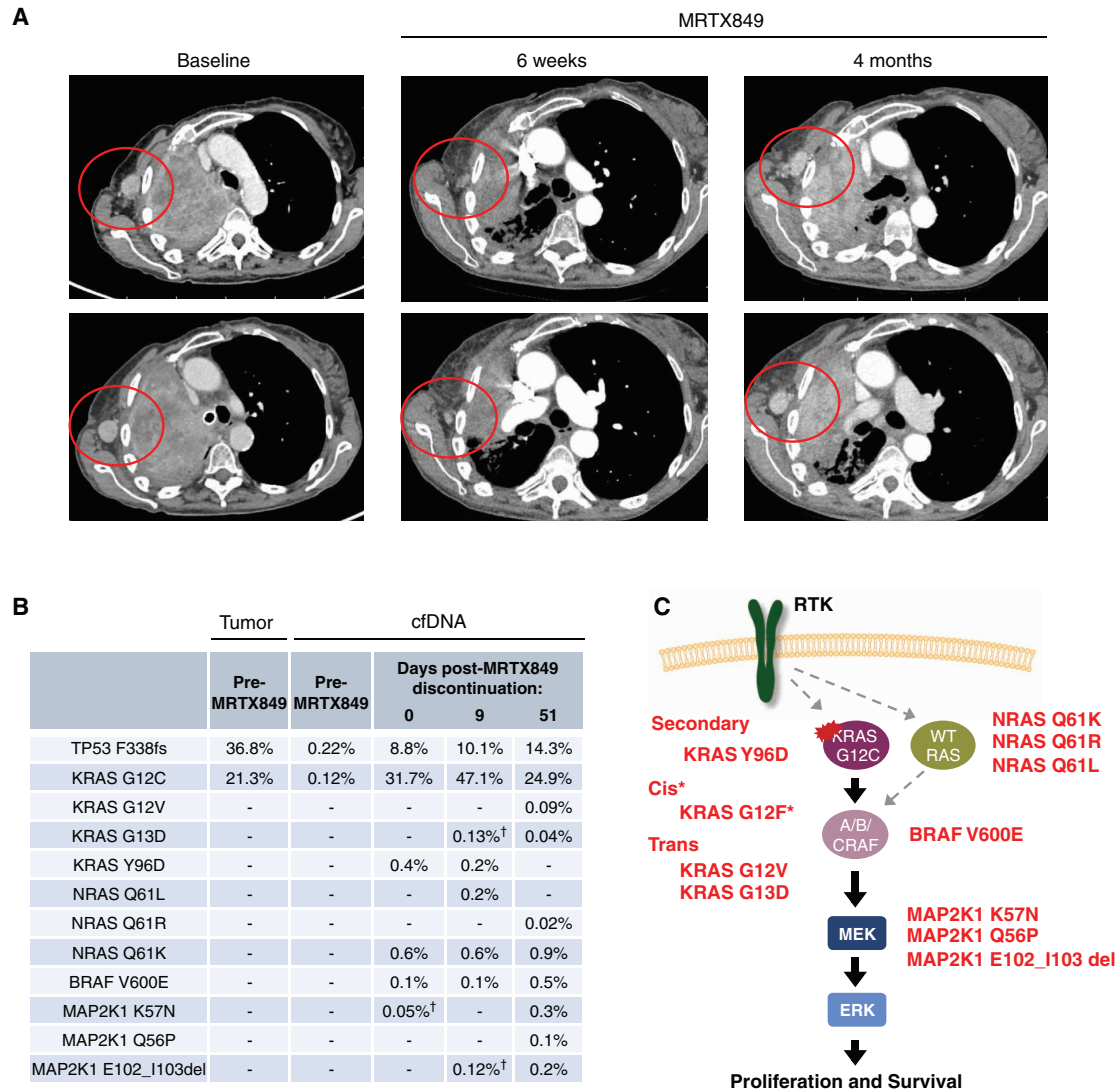 A
MRTX849
Baseline
6 weeks
4 months
B
Tumor
cfDNA
Pre-MRTX849
Pre-MRTX849
Days post-MRTX849
discontinuation:
0 9 51
TP53 F338fs 36.8% 0.22% 8.8% 10.1% 14.3%
KRAS G12C 21.3% 0.12% 31.7% 47.1% 24.9%
KRAS G12V - - - - 0.09%
KRAS G13D - - - 0.13%† 0.04%
KRAS Y96D - - 0.4% 0.2% -
NRAS Q61L - - - 0.2% -
NRAS Q61R - - - - 0.02%
NRAS Q61K - - 0.6% 0.6% 0.9%
BRAF V600E - - 0.1% 0.1% 0.5%
MAP2K1 K57N - - 0.05%† - 0.3%
MAP2K1 Q56P - - - - 0.1%
MAP2K1 E102_I103del - - - 0.12%† 0.2%
C
RTK
Secondary
KRAS Y96D
KRAS
G12C
WT
RAS
NRAS Q61K
NRAS Q61R
NRAS Q61L
Cis*
KRAS G12F*
A/B/
CRAF
BRAF V600E
Trans
KRAS G12V
KRAS G13D
MEK
MAP2K1 K57N
MAP2K1 Q56P
MAP2K1 E102_I103 del
ERK
Proliferation and Survival